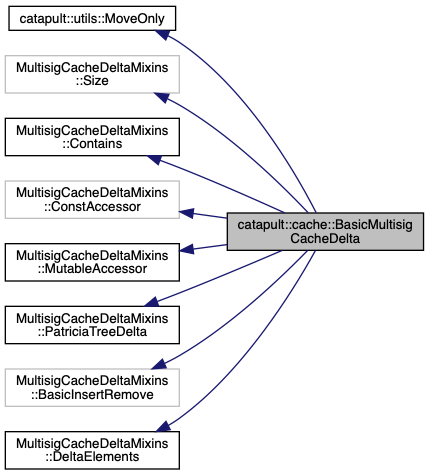 catapult::utils::MoveOnly
MultisigCacheDeltaMixins
::Size
MultisigCacheDeltaMixins
::Contains
MultisigCacheDeltaMixins
::ConstAccessor
catapult::cache::BasicMultisig
CacheDelta
MultisigCacheDeltaMixins
::MutableAccessor
MultisigCacheDeltaMixins
::PatriciaTreeDelta
MultisigCacheDeltaMixins
::BasicInsertRemove
MultisigCacheDeltaMixins
::DeltaElements